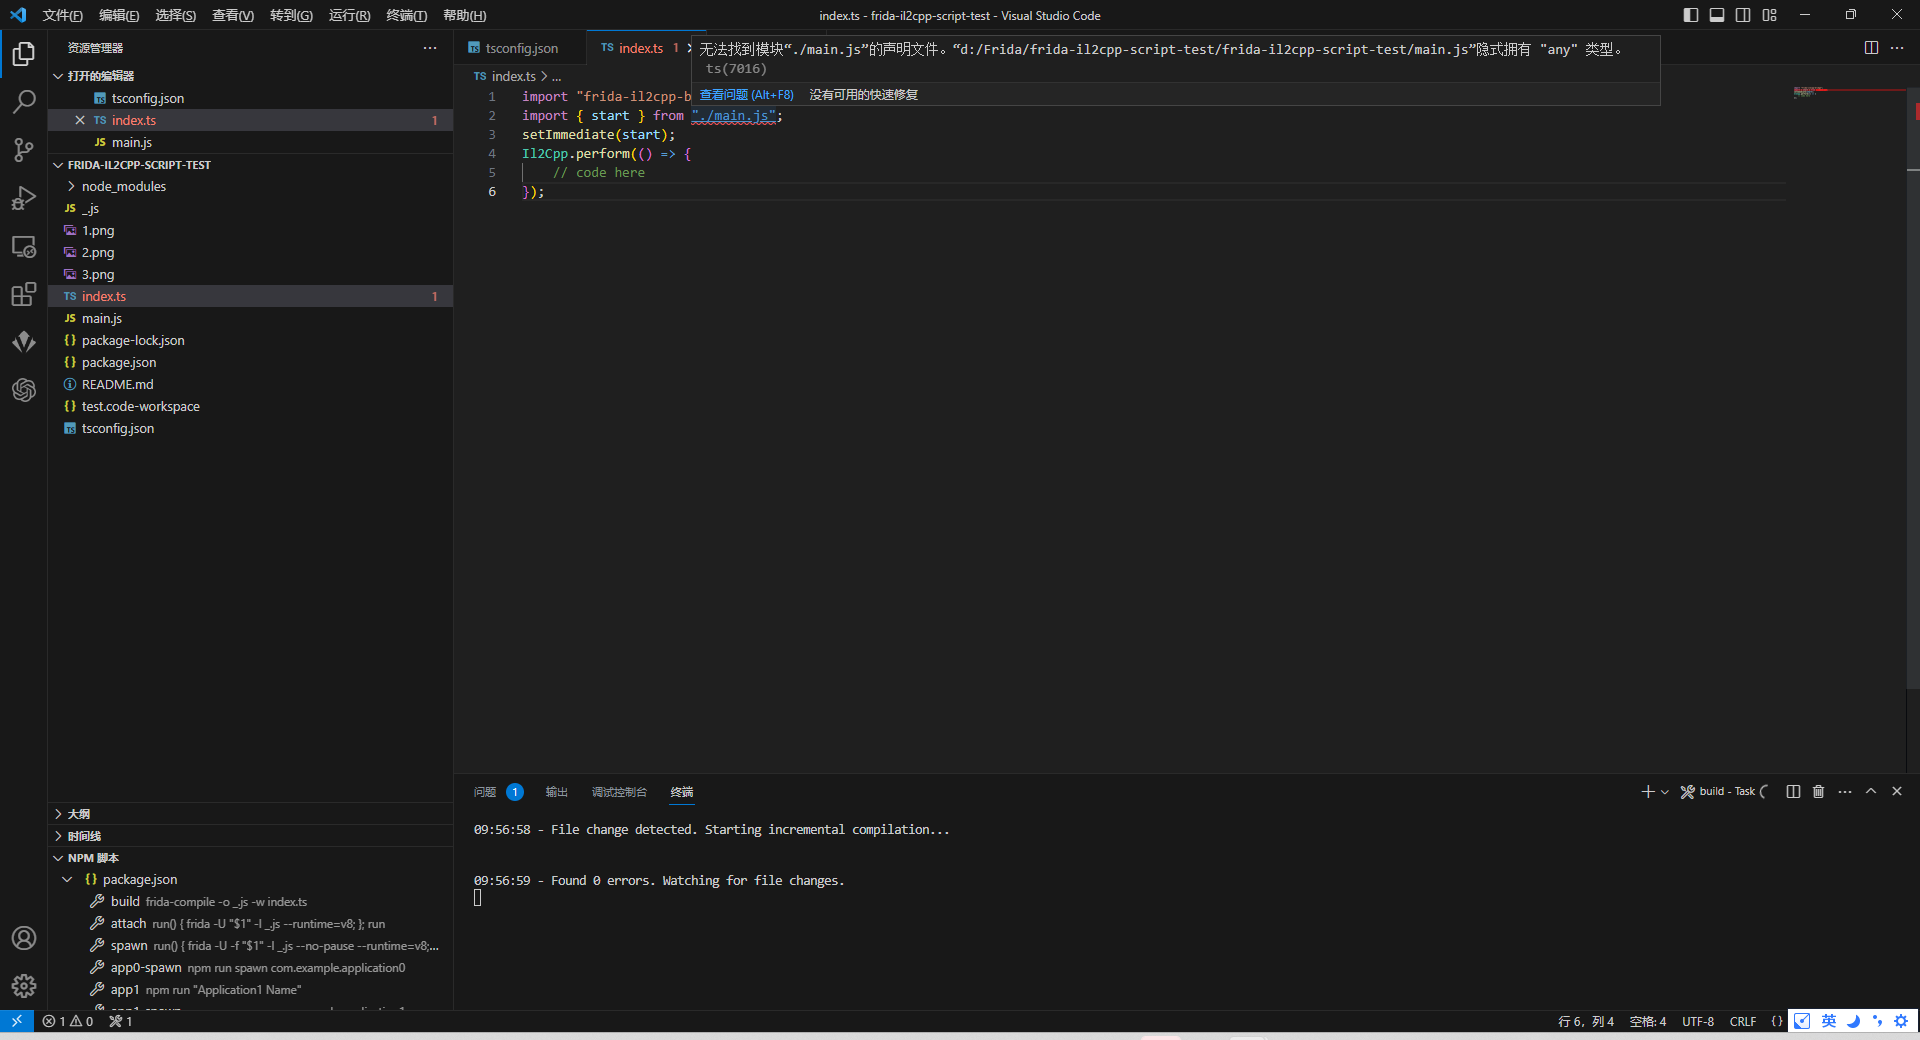 文件(F) 编辑(E) 选择(S) 查看(V) 转到(G) 运行(R) 终端(T) 帮助(H)
index.ts - frida-il2cpp-script-test - Visual Studio Code
资源管理器
打开的编辑器
tsconfig.json
index.ts 1
main.js
FRIDA-IL2CPP-SCRIPT-TEST
node_modules
_.js
1.png
2.png
3.png
index.ts 1
main.js
package-lock.json
package.json
README.md
test.code-workspace
tsconfig.json
大纲
时间线
NPM 脚本
package.json
build frida-compile -o _.js -w index.ts
attach run() { frida -U "$1" -l _.js --runtime=v8; }; run
spawn run() { frida -U -f "$1" -l _.js --no-pause --runtime=v8;...
app0-spawn npm run spawn com.example.application0
app1 npm run "Application1 Name"
tsconfig.json
index.ts 1
无法找到模块“./main.js”的声明文件。“d:/Frida/frida-il2cpp-script-test/frida-il2cpp-script-test/main.js”隐式拥有 "any" 类型。
ts(7016)
查看问题 (Alt+F8) 没有可用的快速修复
index.ts > ...
1 import "frida-il2cpp-b
2 import { start } from "./main.js";
3 setImmediate(start);
4 Il2Cpp.perform(() => {
5 // code here
6 });
问题 1 输出 调试控制台 终端
build - Task
09:56:58 - File change detected. Starting incremental compilation...
09:56:59 - Found 0 errors. Watching for file changes.
1 0 1
行 6，列 4 空格: 4 UTF-8 CRLF {} 英